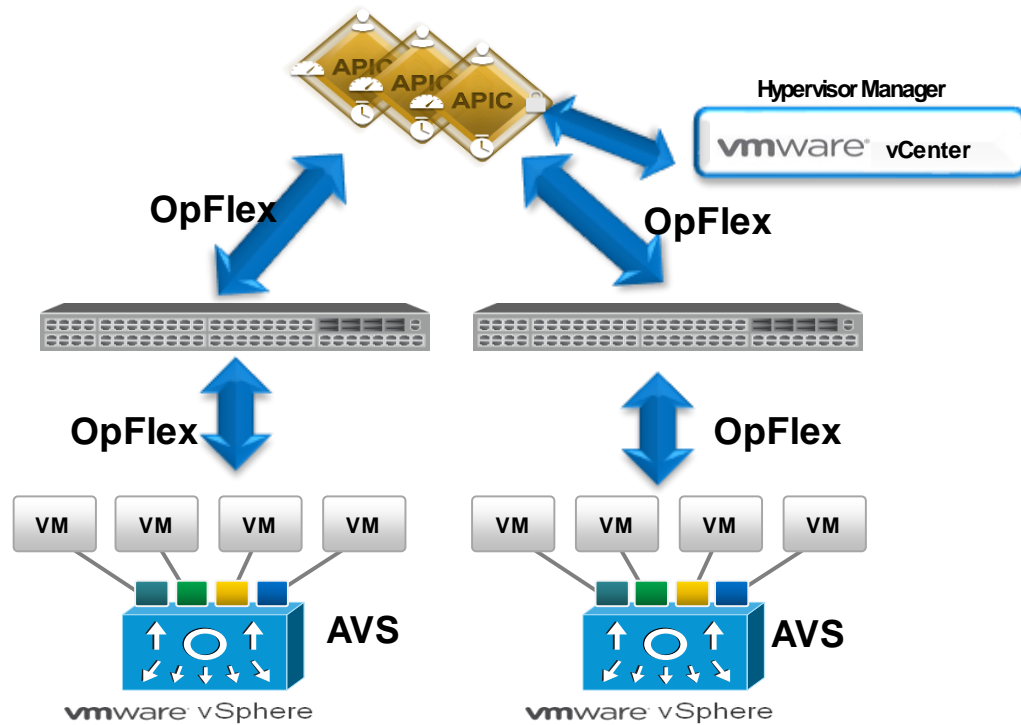 APIC
APIC
APIC
Hypervisor Manager
vmware® vCenter
OpFlex
OpFlex
OpFlex
OpFlex
VM
VM
VM
VM
VM
VM
VM
VM
AVS
AVS
vmware vSphere
vmware vSphere